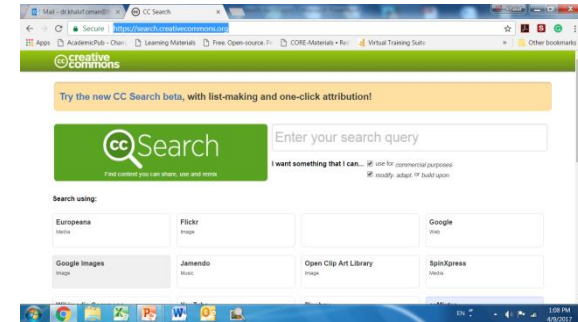 CC Search
Secure
https://search.creativecommons.org
Apps
Learning Materials
Free, Open-source
Virtual Training Suite
Other bookmarks
creative
commons
Try the new CC Search beta, with list-making and one-click attribution!
cc Search
Find content you can share, use and remix
Enter your search query
I want something that I can... use for commercial purposes
modify, adapt, or build upon
Search using:
Europeana
Media
Flickr
Image
Google
Web
Google Images
Image
Jamendo
Music
Open Clip Art Library
Image
SpinXpress
Media
EN
1:08 PM
4/9/2017